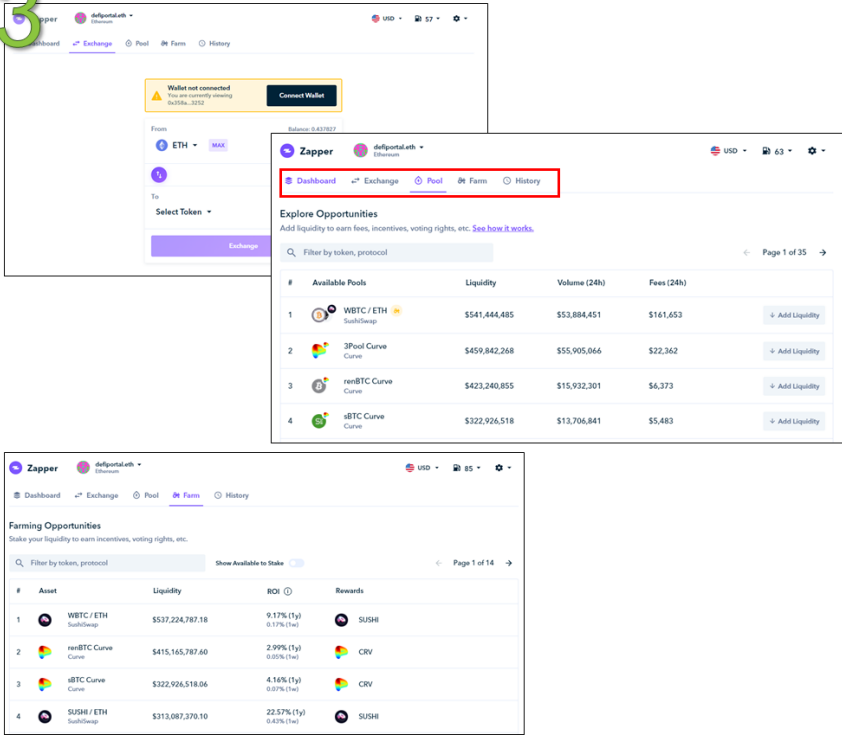 3
Zapper
defiportal.eth
Ethereum
USD
57
Dashboard
Exchange
Pool
Farm
History
Wallet not connected
You are currently viewing
0x358a...3252
Connect Wallet
From
Balance: 0.437827
ETH
MAX
To
Select Token
Exchange
Zapper
defiportal.eth
Ethereum
USD
63
Dashboard
Exchange
Pool
Farm
History
Explore Opportunities
Add liquidity to earn fees, incentives, voting rights, etc. See how it works.
Filter by token, protocol
Page 1 of 35
# Available Pools Liquidity Volume (24h) Fees (24h)
1 WBTC / ETH $541,444,485 $53,884,451 $161,653 Add Liquidity
SushiSwap
2 3Pool Curve $459,842,268 $55,905,066 $22,362 Add Liquidity
Curve
3 renBTC Curve $423,240,855 $15,932,301 $6,373 Add Liquidity
Curve
4 sBTC Curve $322,926,518 $13,706,841 $5,483 Add Liquidity
Curve
Zapper
defiportal.eth
Ethereum
USD
85
Dashboard
Exchange
Pool
Farm
History
Farming Opportunities
Stake your liquidity to earn incentives, voting rights, etc.
Filter by token, protocol
Show Available to Stake
Page 1 of 14
# Asset Liquidity ROI Rewards
1 WBTC / ETH $537,224,787.18 9.17% (1y) SUSHI
SushiSwap 0.17% (1w)
2 renBTC Curve $415,165,787.60 2.99% (1y) CRV
Curve 0.05% (1w)
3 sBTC Curve $322,926,518.06 4.16% (1y) CRV
Curve 0.07% (1w)
4 SUSHI / ETH $313,087,370.10 22.57% (1y) SUSHI
SushiSwap 0.43% (1w)